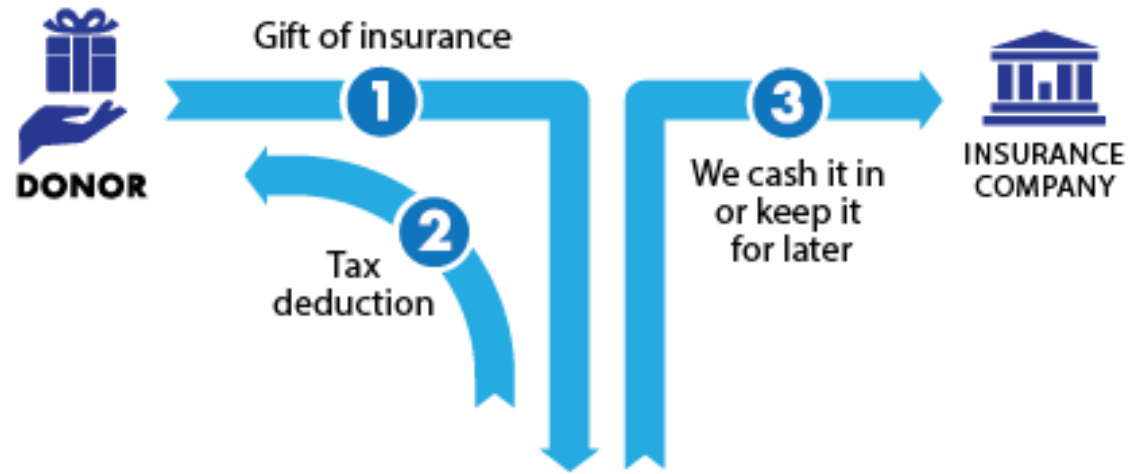 Gift of insurance
1
DONOR
2
Tax
deduction
3
We cash it in
or keep it
for later
INSURANCE
COMPANY